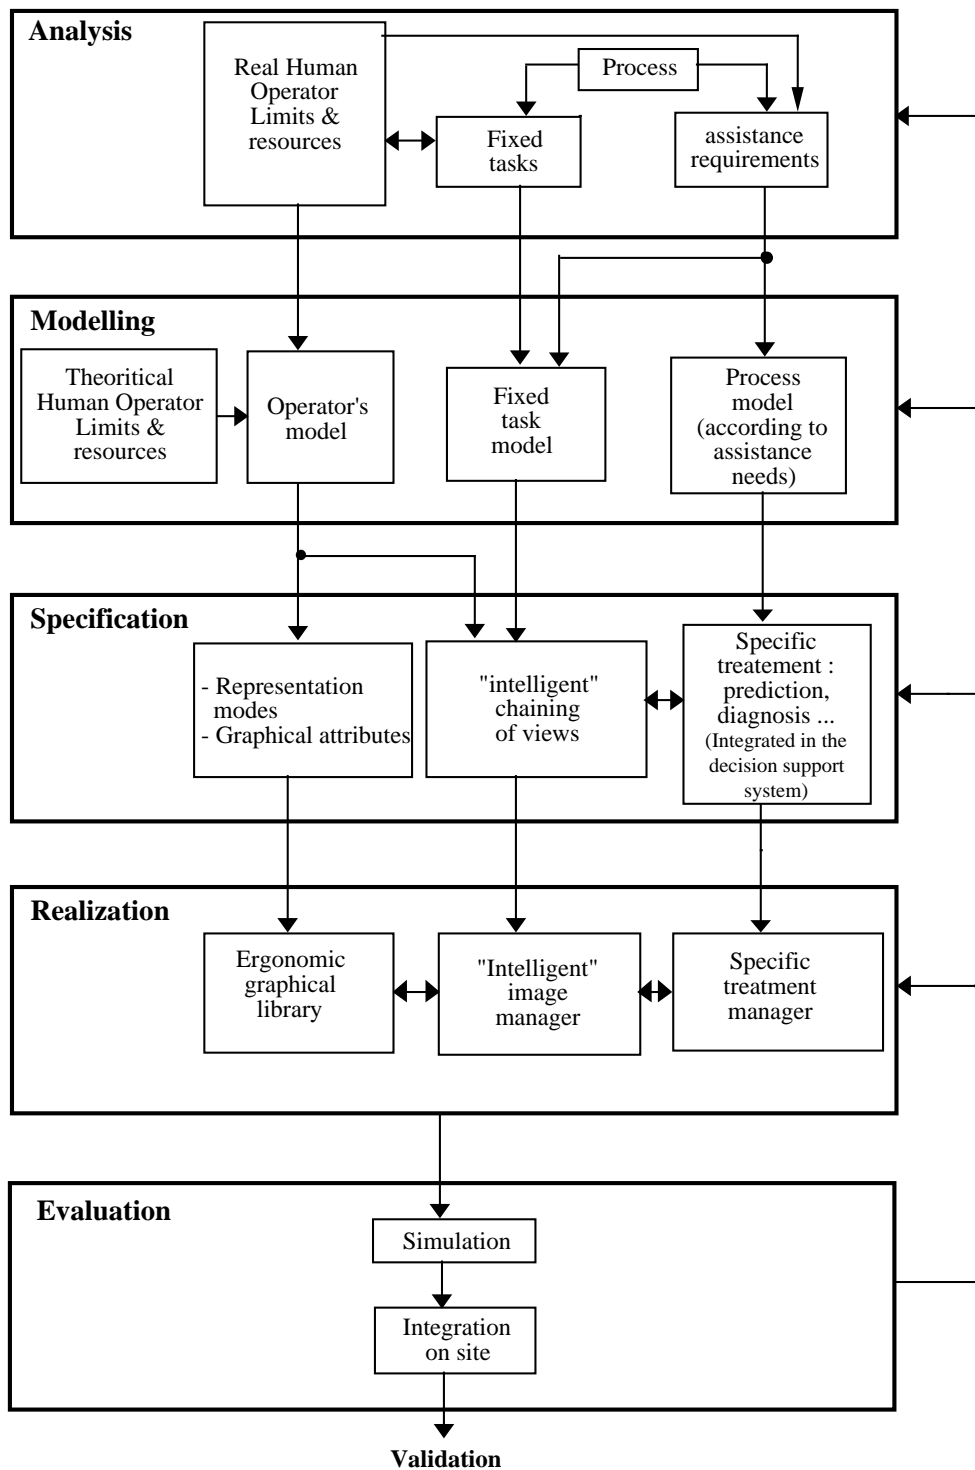 Analysis
Real Human
Operator
Limits &
resources
Process
Fixed
tasks
assistance
requirements
Modelling
Theoritical
Human Operator
Limits &
resources
Operator's
model
Fixed
task
model
Process
model
(according to
assistance
needs)
Specification
- Representation
modes
- Graphical attributes
"intelligent"
chaining
of views
Specific
treatement :
prediction,
diagnosis ...
(Integrated in the
decision support
system)
Realization
Ergonomic
graphical
library
"Intelligent"
image
manager
Specific
treatment
manager
Evaluation
Simulation
Integration
on site
Validation